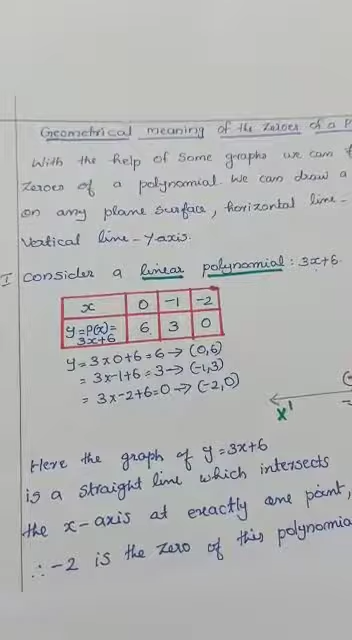 Geometrical meaning of the zeroes of a P
With the help of some graphs we can
zeroes of a polynomial. We can draw a
on any plane surface, horizontal line-
Vertical line - Y axis.
I Consider a linear polynomial : 3x+6.
x 0 -1 -2
y=P(x)= 3x+6 6 3 0
y = 3x0+6 = 6 → (0,6)
= 3x-1+6 = 3 → (-1,3)
= 3x-2+6=0 → (-2,0)
X'
Here the graph of y = 3x+6
is a straight line which intersects
the x-axis at exactly one point,
∴ -2 is the zero of this polynomia